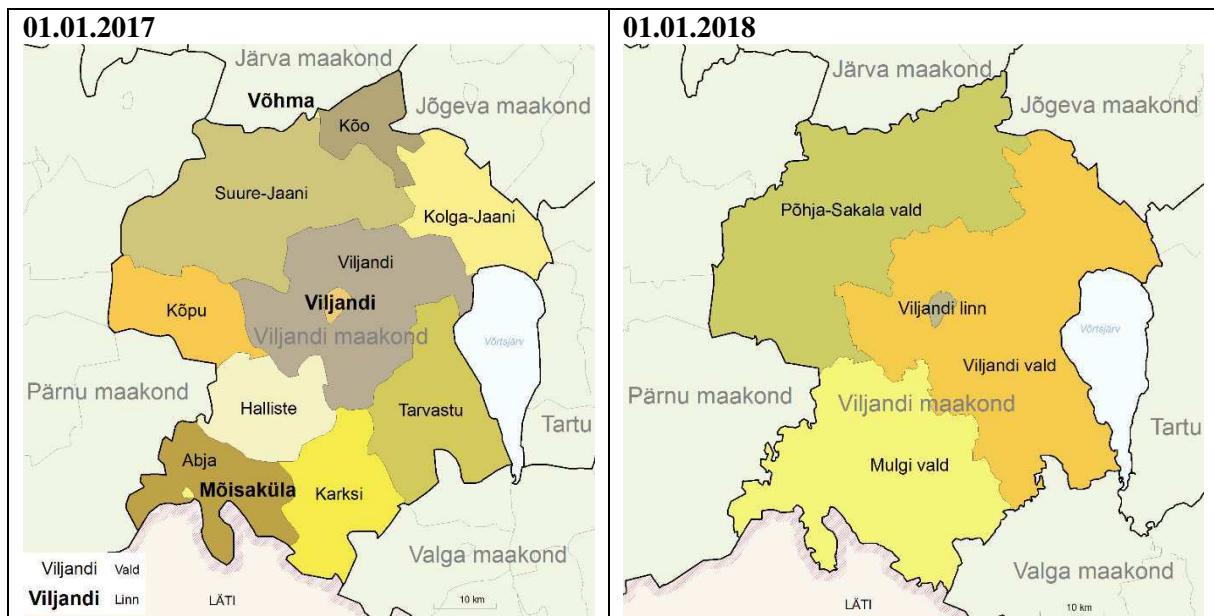 01.01.2017
Järva maakond
Võhma
Jõgeva maakond
Kõo
Suure-Jaani
Kolga-Jaani
Viljandi
Kõpu
Viljandi
Viljandi maakond
Võrtsjärv
Pärnu maakond
Halliste
Tarvastu
Tartu
Abja
Mõisaküla
Karksi
Valga maakond
Viljandi Vald
Viljandi Linn
LÄTI
10 km
01.01.2018
Järva maakond
Jõgeva maakond
Põhja-Sakala vald
Viljandi linn
Võrtsjärv
Viljandi vald
Pärnu maakond
Viljandi maakond
Tartu
Mulgi vald
Valga maakond
LÄTI
10 km